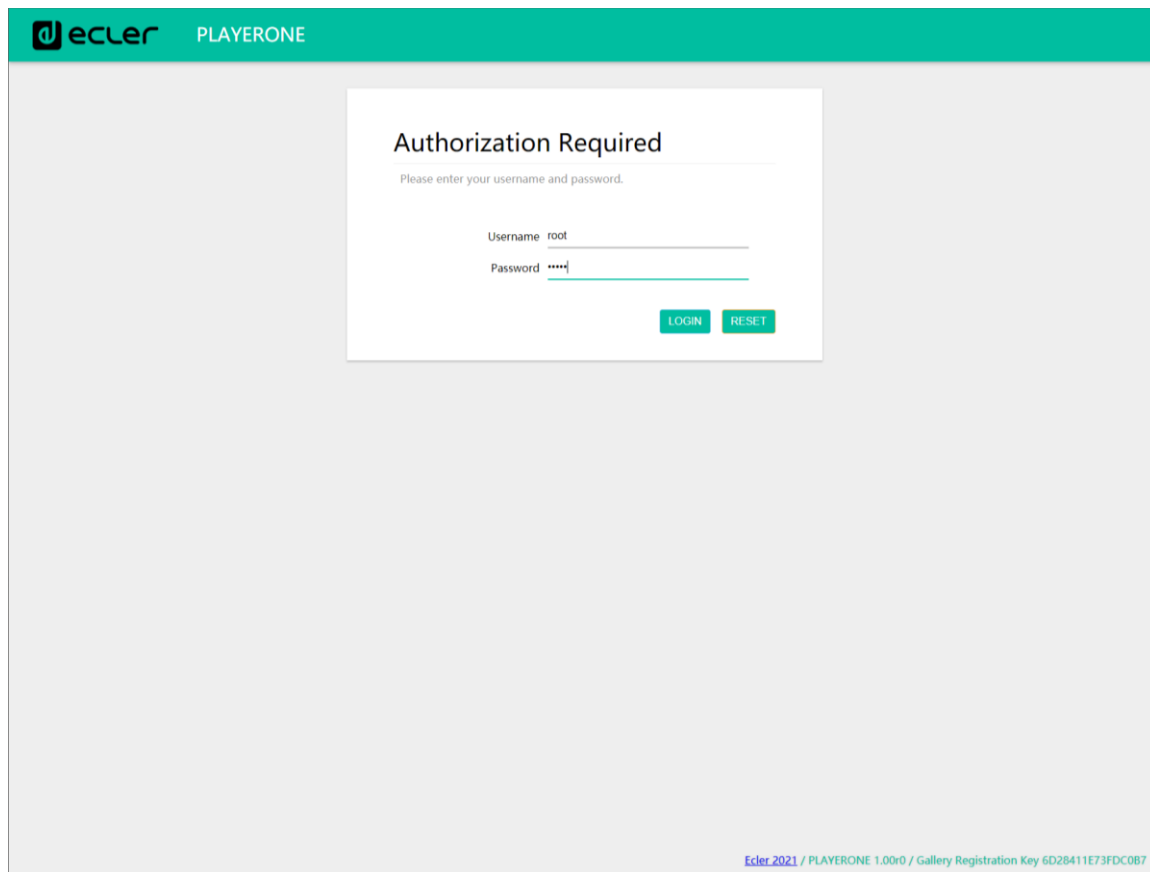 ecler PLAYERONE
Authorization Required
Please enter your username and password.
Username root
Password •••••
LOGIN RESET
Ecler 2021 / PLAYERONE 1.00r0 / Gallery Registration Key 6D28411E73FDC0B7